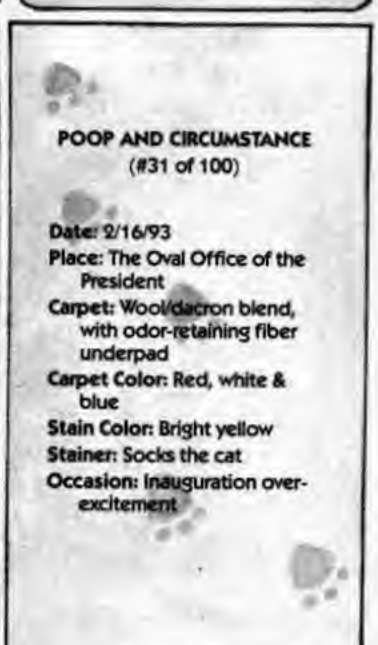 POOP AND CIRCUMSTANCE
(#31 of 100)
Date: 2/16/93
Place: The Oval Office of the
President
Carpet: Wool/dacron blend,
with odor-retaining fiber
underpad
Carpet Color: Red, white &
blue
Stain Color: Bright yellow
Stainer: Socks the cat
Occasion: Inauguration over-
excitement